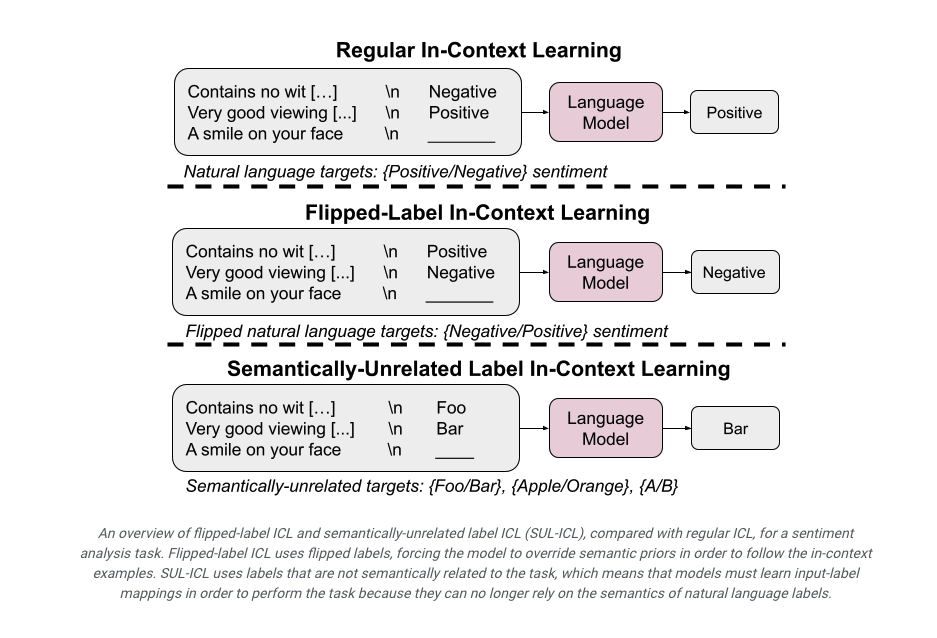 Regular In-Context Learning
Contains no wit […] \n Negative
Very good viewing [...] \n Positive
A smile on your face \n ________
Language
Model
Positive
Natural language targets: {Positive/Negative} sentiment
Flipped-Label In-Context Learning
Contains no wit […] \n Positive
Very good viewing [...] \n Negative
A smile on your face \n ________
Language
Model
Negative
Flipped natural language targets: {Negative/Positive} sentiment
Semantically-Unrelated Label In-Context Learning
Contains no wit […] \n Foo
Very good viewing [...] \n Bar
A smile on your face \n ____
Language
Model
Bar
Semantically-unrelated targets: {Foo/Bar}, {Apple/Orange}, {A/B}
An overview of flipped-label ICL and semantically-unrelated label ICL (SUL-ICL), compared with regular ICL, for a sentiment
analysis task. Flipped-label ICL uses flipped labels, forcing the model to override semantic priors in order to follow the in-context
examples. SUL-ICL uses labels that are not semantically related to the task, which means that models must learn input-label
mappings in order to perform the task because they can no longer rely on the semantics of natural language labels.